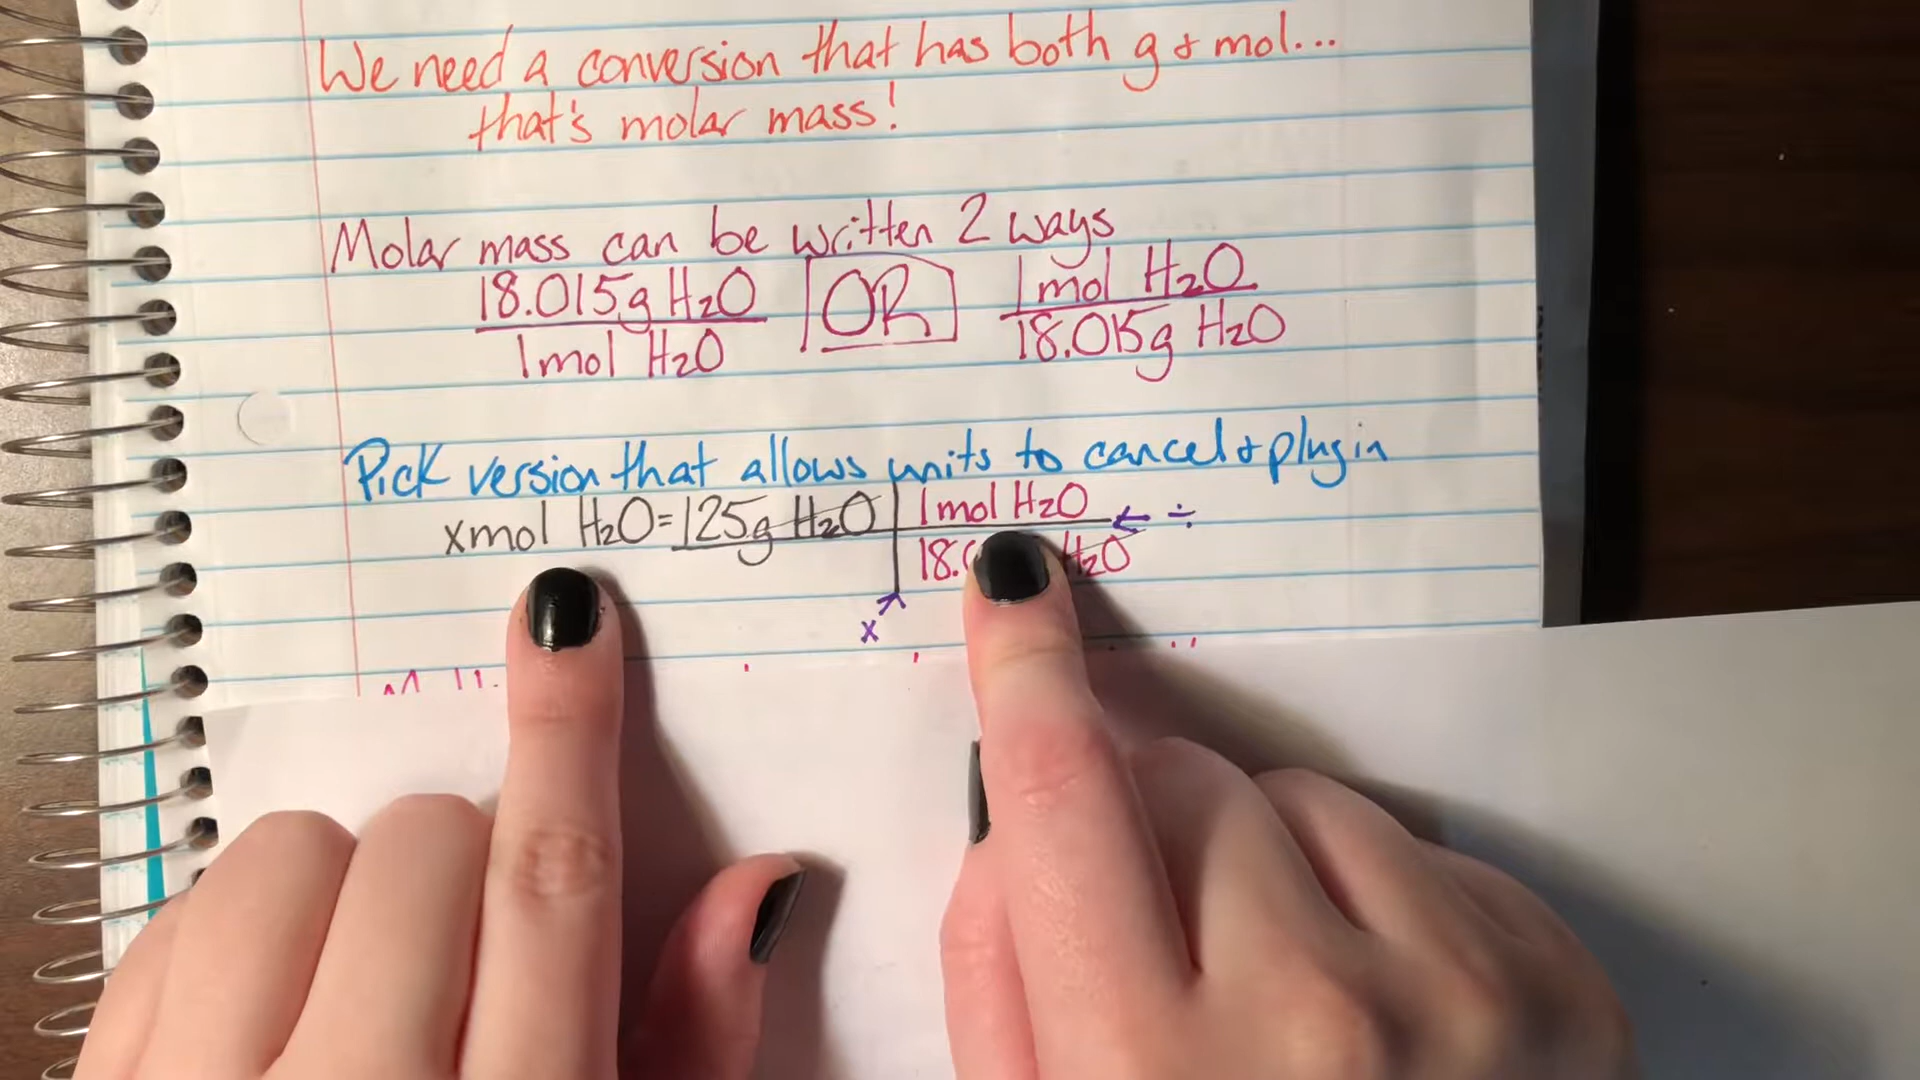 We need a conversion that has both g & mol...
that's molar mass!
Molar mass can be written 2 ways
18.015g H₂O OR 1mol H₂O
1mol H₂O 18.015g H₂O
Pick version that allows units to cancel & plug in
xmol H₂O = 125g H₂O 1mol H₂O ← ÷
H₂O
x